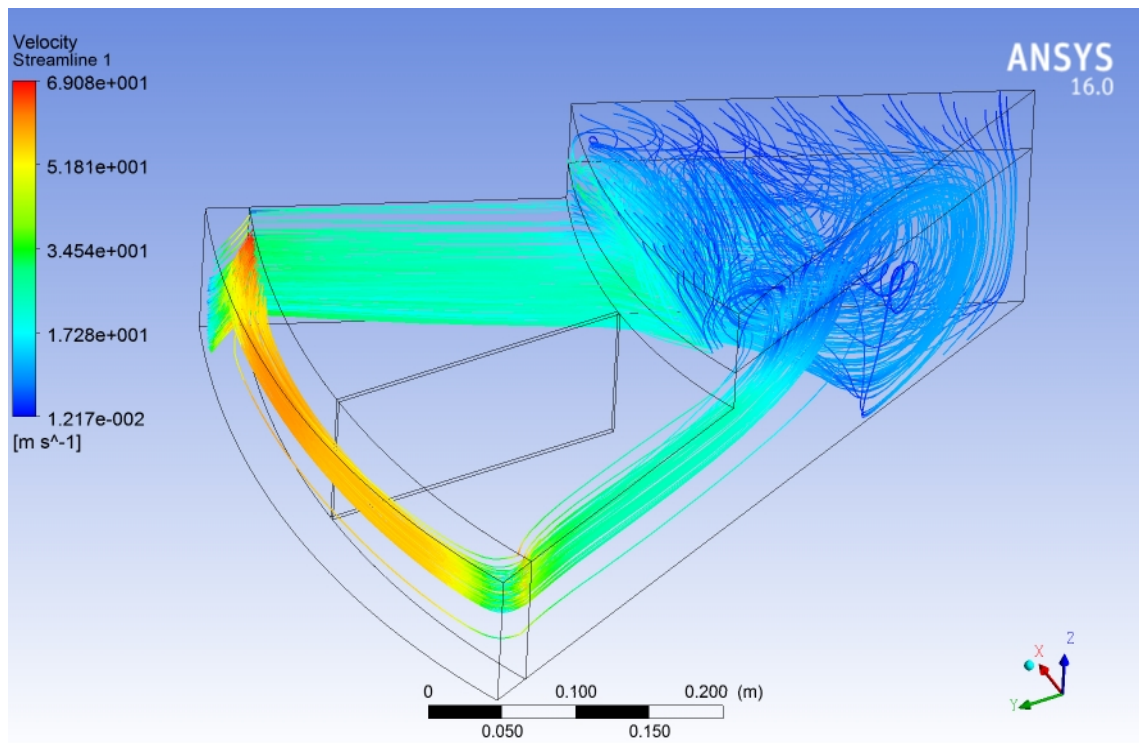 Velocity
Streamline 1
6.908e+001
5.181e+001
3.454e+001
1.728e+001
1.217e-002
[m s^-1]
ANSYS
16.0
X
Z
Y
0 0.100 0.200 (m)
0.050 0.150